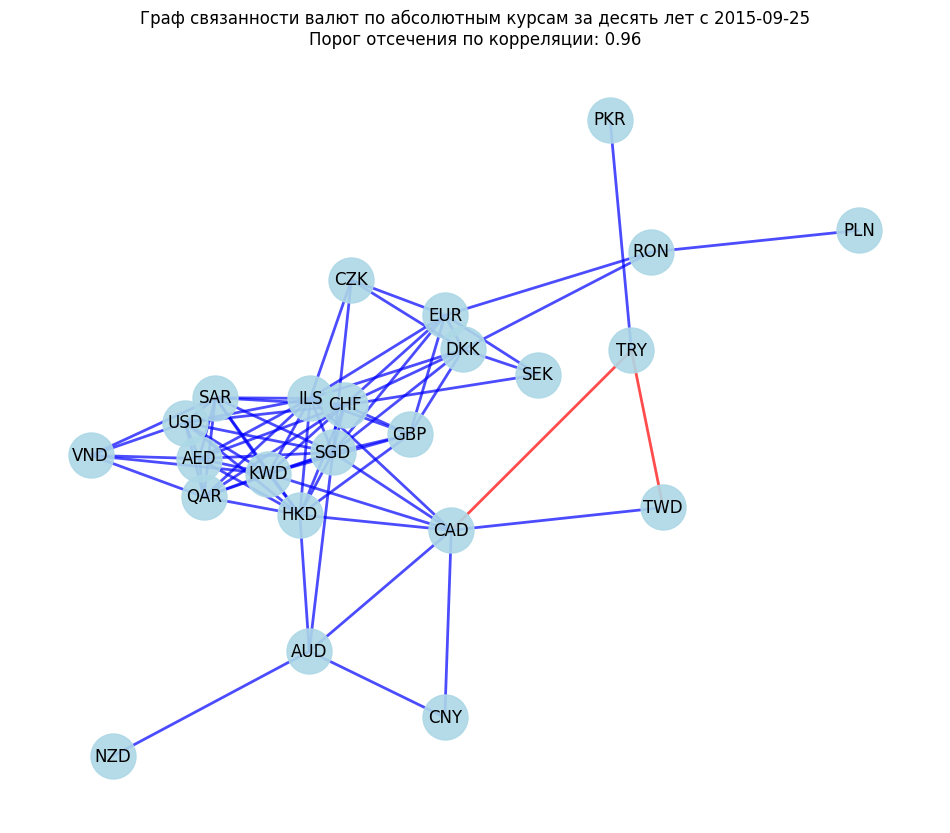 Граф связанности валют по абсолютным курсам за десять лет с 2015-09-25
Порог отсечения по корреляции: 0.96
PKR
PLN
RON
CZK
EUR
DKK
TRY
SEK
SAR
ILS
CHF
USD
GBP
VND
AED
SGD
KWD
QAR
HKD
TWD
CAD
AUD
CNY
NZD